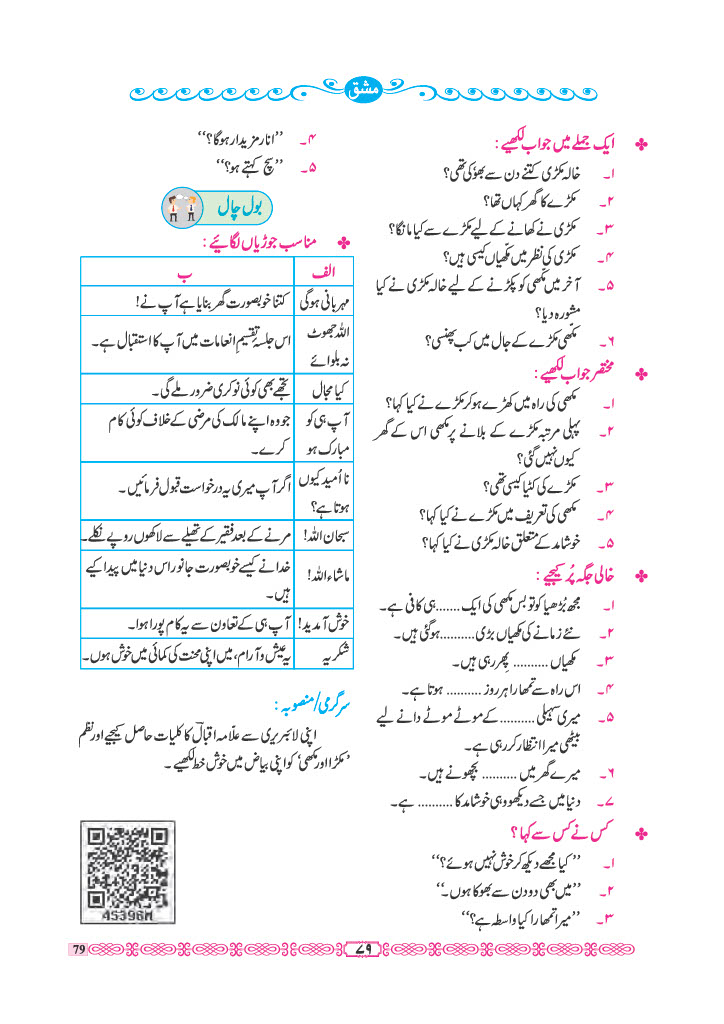 مشق
❖ ایک جملے میں جواب لکھیے :
۱۔ خالہ مکڑی کتنے دن سے بھوکی تھی؟
۲۔ مکڑے کا گھر کہاں تھا؟
۳۔ مکڑی نے کھانے کے لیے مکڑے سے کیا مانگا؟
۴۔ مکڑی کی نظر میں مکھیاں کیسی ہیں؟
۵۔ آخر میں مکھی کو پکڑنے کے لیے خالہ مکڑی نے کیا
مشورہ دیا؟
۶۔ مکھی مکڑے کے جال میں کب پھنسی؟
❖ مختصر جواب لکھیے :
۱۔ مکھی کی راہ میں کھڑے ہوکر مکڑے نے کیا کہا؟
۲۔ پہلی مرتبہ مکڑے کے بلانے پر مکھی اس کے گھر
کیوں نہیں گئی؟
۳۔ مکڑے کی کٹیا کیسی تھی؟
۴۔ مکھی کی تعریف میں مکڑے نے کیا کہا؟
۵۔ خوشامد کے متعلق خالہ مکڑی نے کیا کہا؟
❖ خالی جگہ پُر کیجیے :
۱۔ مجھ بُڑھیا کو تو بس مکھی کی ایک ....... ہی کافی ہے۔
۲۔ نئے زمانے کی مکھیاں بڑی .......... ہوگئی ہیں۔
۳۔ مکھیاں .......... پھر رہی ہیں۔
۴۔ اس راہ سے تمھارا ہر روز .......... ہوتا ہے۔
۵۔ میری سہیلی .......... کے موٹے موٹے دانے لیے
بیٹھی میرا انتظار کر رہی ہے۔
۶۔ میرے گھر میں .......... بچھونے ہیں۔
۷۔ دنیا میں جسے دیکھو وہی خوشامد کا .......... ہے۔
❖ کس نے کس سے کہا؟
۱۔ ”کیا مجھے دیکھ کر خوش نہیں ہوئے؟“
۲۔ ”میں بھی دو دن سے بھوکا ہوں۔“
۳۔ ”میرا تمھارا کیا واسطہ ہے؟“
۴۔ ”انار مزیدار ہوگا؟“
۵۔ ”سچ کہتے ہو؟“
بول چال
❖ مناسب جوڑیاں لگائیے :
الف ب
مہربانی ہوگی کتنا خوبصورت گھر بنایا ہے آپ نے!
اللہ جھوٹ
نہ بلوائے اس جلسۂ تقسیمِ انعامات میں آپ کا استقبال ہے۔
کیا مجال تجھے بھی کوئی نوکری ضرور ملے گی۔
آپ ہی کو جو وہ اپنے مالک کی مرضی کے خلاف کوئی کام
مبارک ہو کرے۔
نا اُمید کیوں
ہوتا ہے؟ اگر آپ میری یہ درخواست قبول فرمائیں۔
سبحان اللہ! مرنے کے بعد فقیر کے تھیلے سے لاکھوں روپے نکلے۔
ماشاء اللہ! خدا نے کیسے خوبصورت جانور اس دنیا میں پیدا کیے
ہیں۔
خوش آمدید! آپ ہی کے تعاون سے یہ کام پورا ہوا۔
شکریہ یہ عیش و آرام، میں اپنی محنت کی کمائی میں خوش ہوں۔
سرگرمی/منصوبہ :
اپنی لائبریری سے علّامہ اقبالؔ کا کلیات حاصل کیجیے اور نظم
’مکڑا اور مکھی‘ کو اپنی بیاض میں خوش خط لکھیے۔
4S396M
۷۹
79